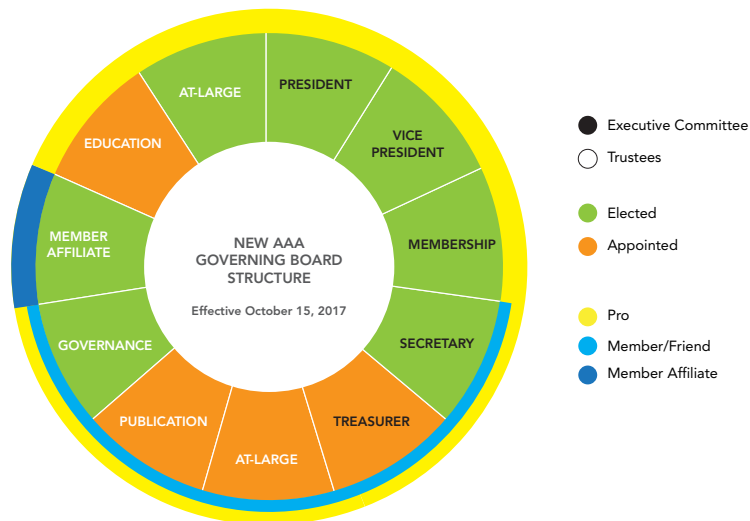 AT-LARGE
PRESIDENT
VICE
PRESIDENT
MEMBERSHIP
SECRETARY
TREASURER
AT-LARGE
PUBLICATION
GOVERNANCE
MEMBER
AFFILIATE
EDUCATION
NEW AAA
GOVERNING BOARD
STRUCTURE
Effective October 15, 2017
Executive Committee
Trustees
Elected
Appointed
Pro
Member/Friend
Member Affiliate